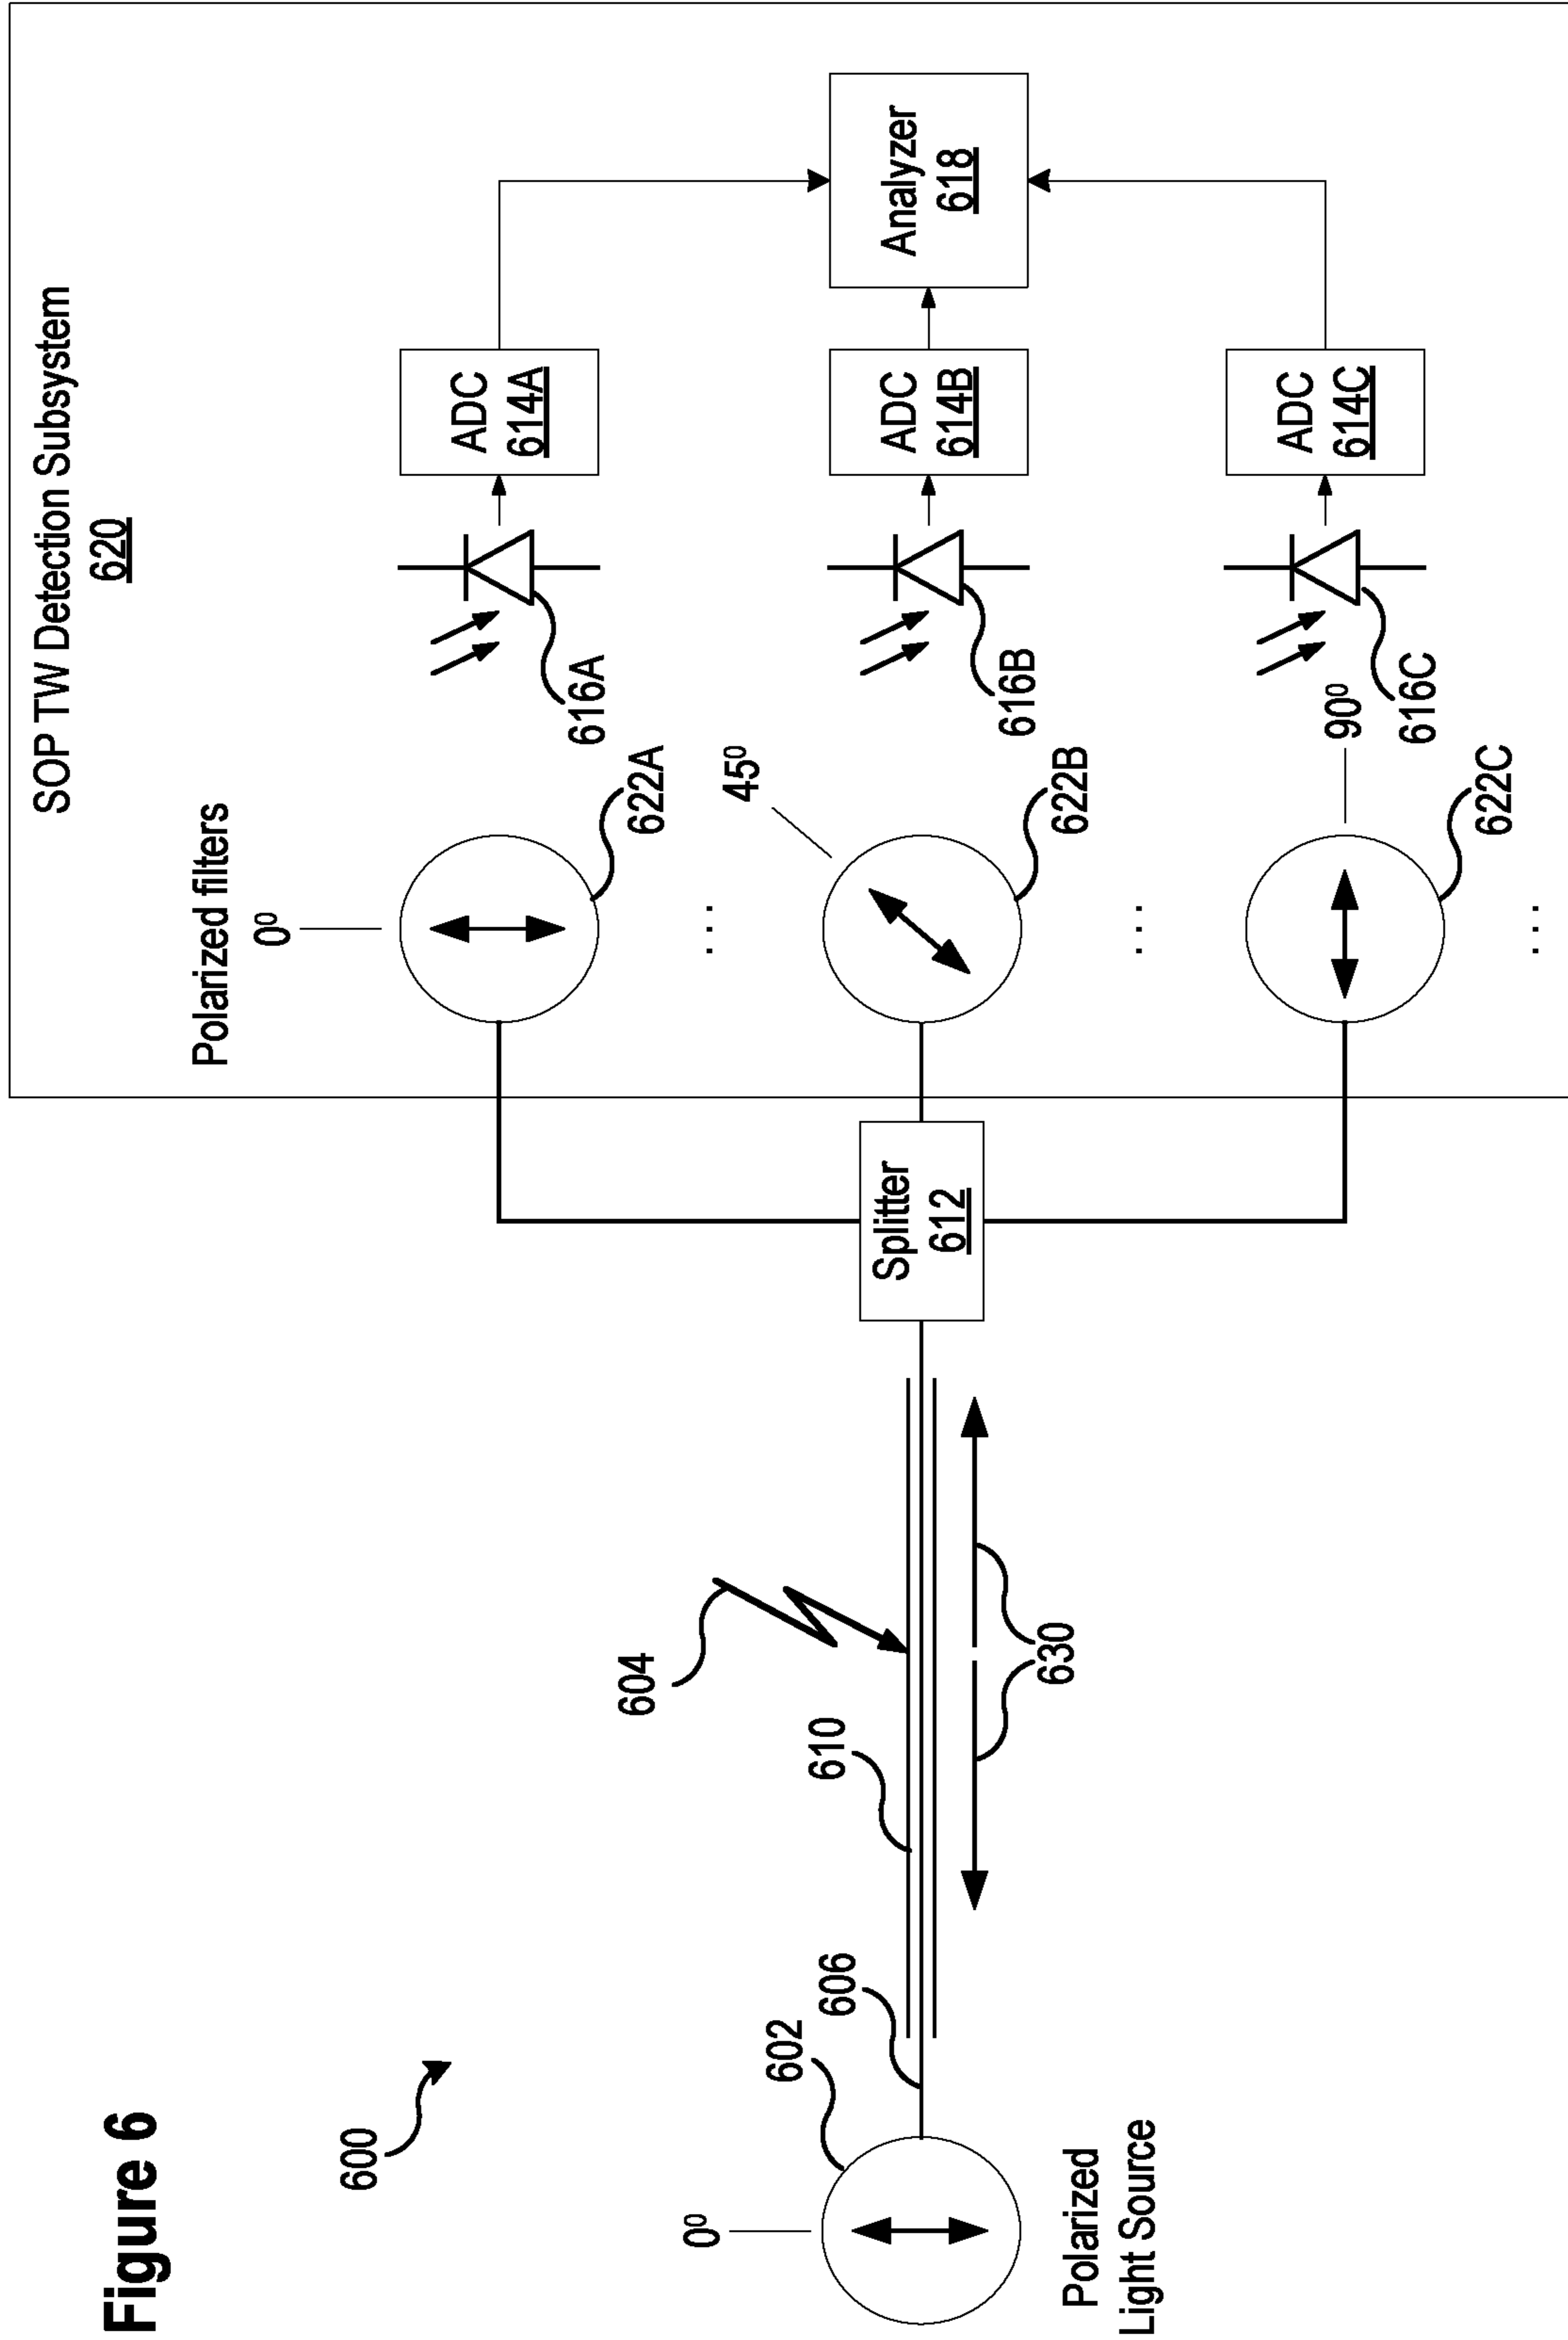 Figure 6
600
SOP TW Detection Subsystem
620
Polarized filters
0⁰
622A
616A
ADC
614A
604
0⁰
602
606
610
Splitter
612
45⁰
622B
616B
ADC
614B
Analyzer
618
630
Polarized
Light Source
90⁰
622C
616C
ADC
614C
. . .
. . .
. . .